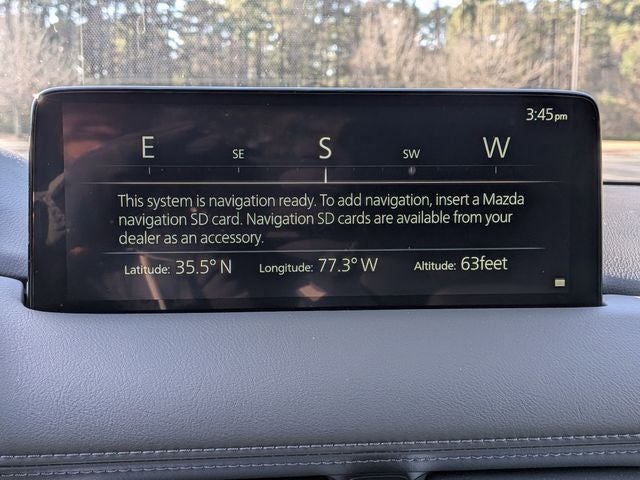 3:45pm
E SE S SW W
This system is navigation ready. To add navigation, insert a Mazda
navigation SD card. Navigation SD cards are available from your
dealer as an accessory.
Latitude: 35.5° N Longitude: 77.3° W Altitude: 63feet